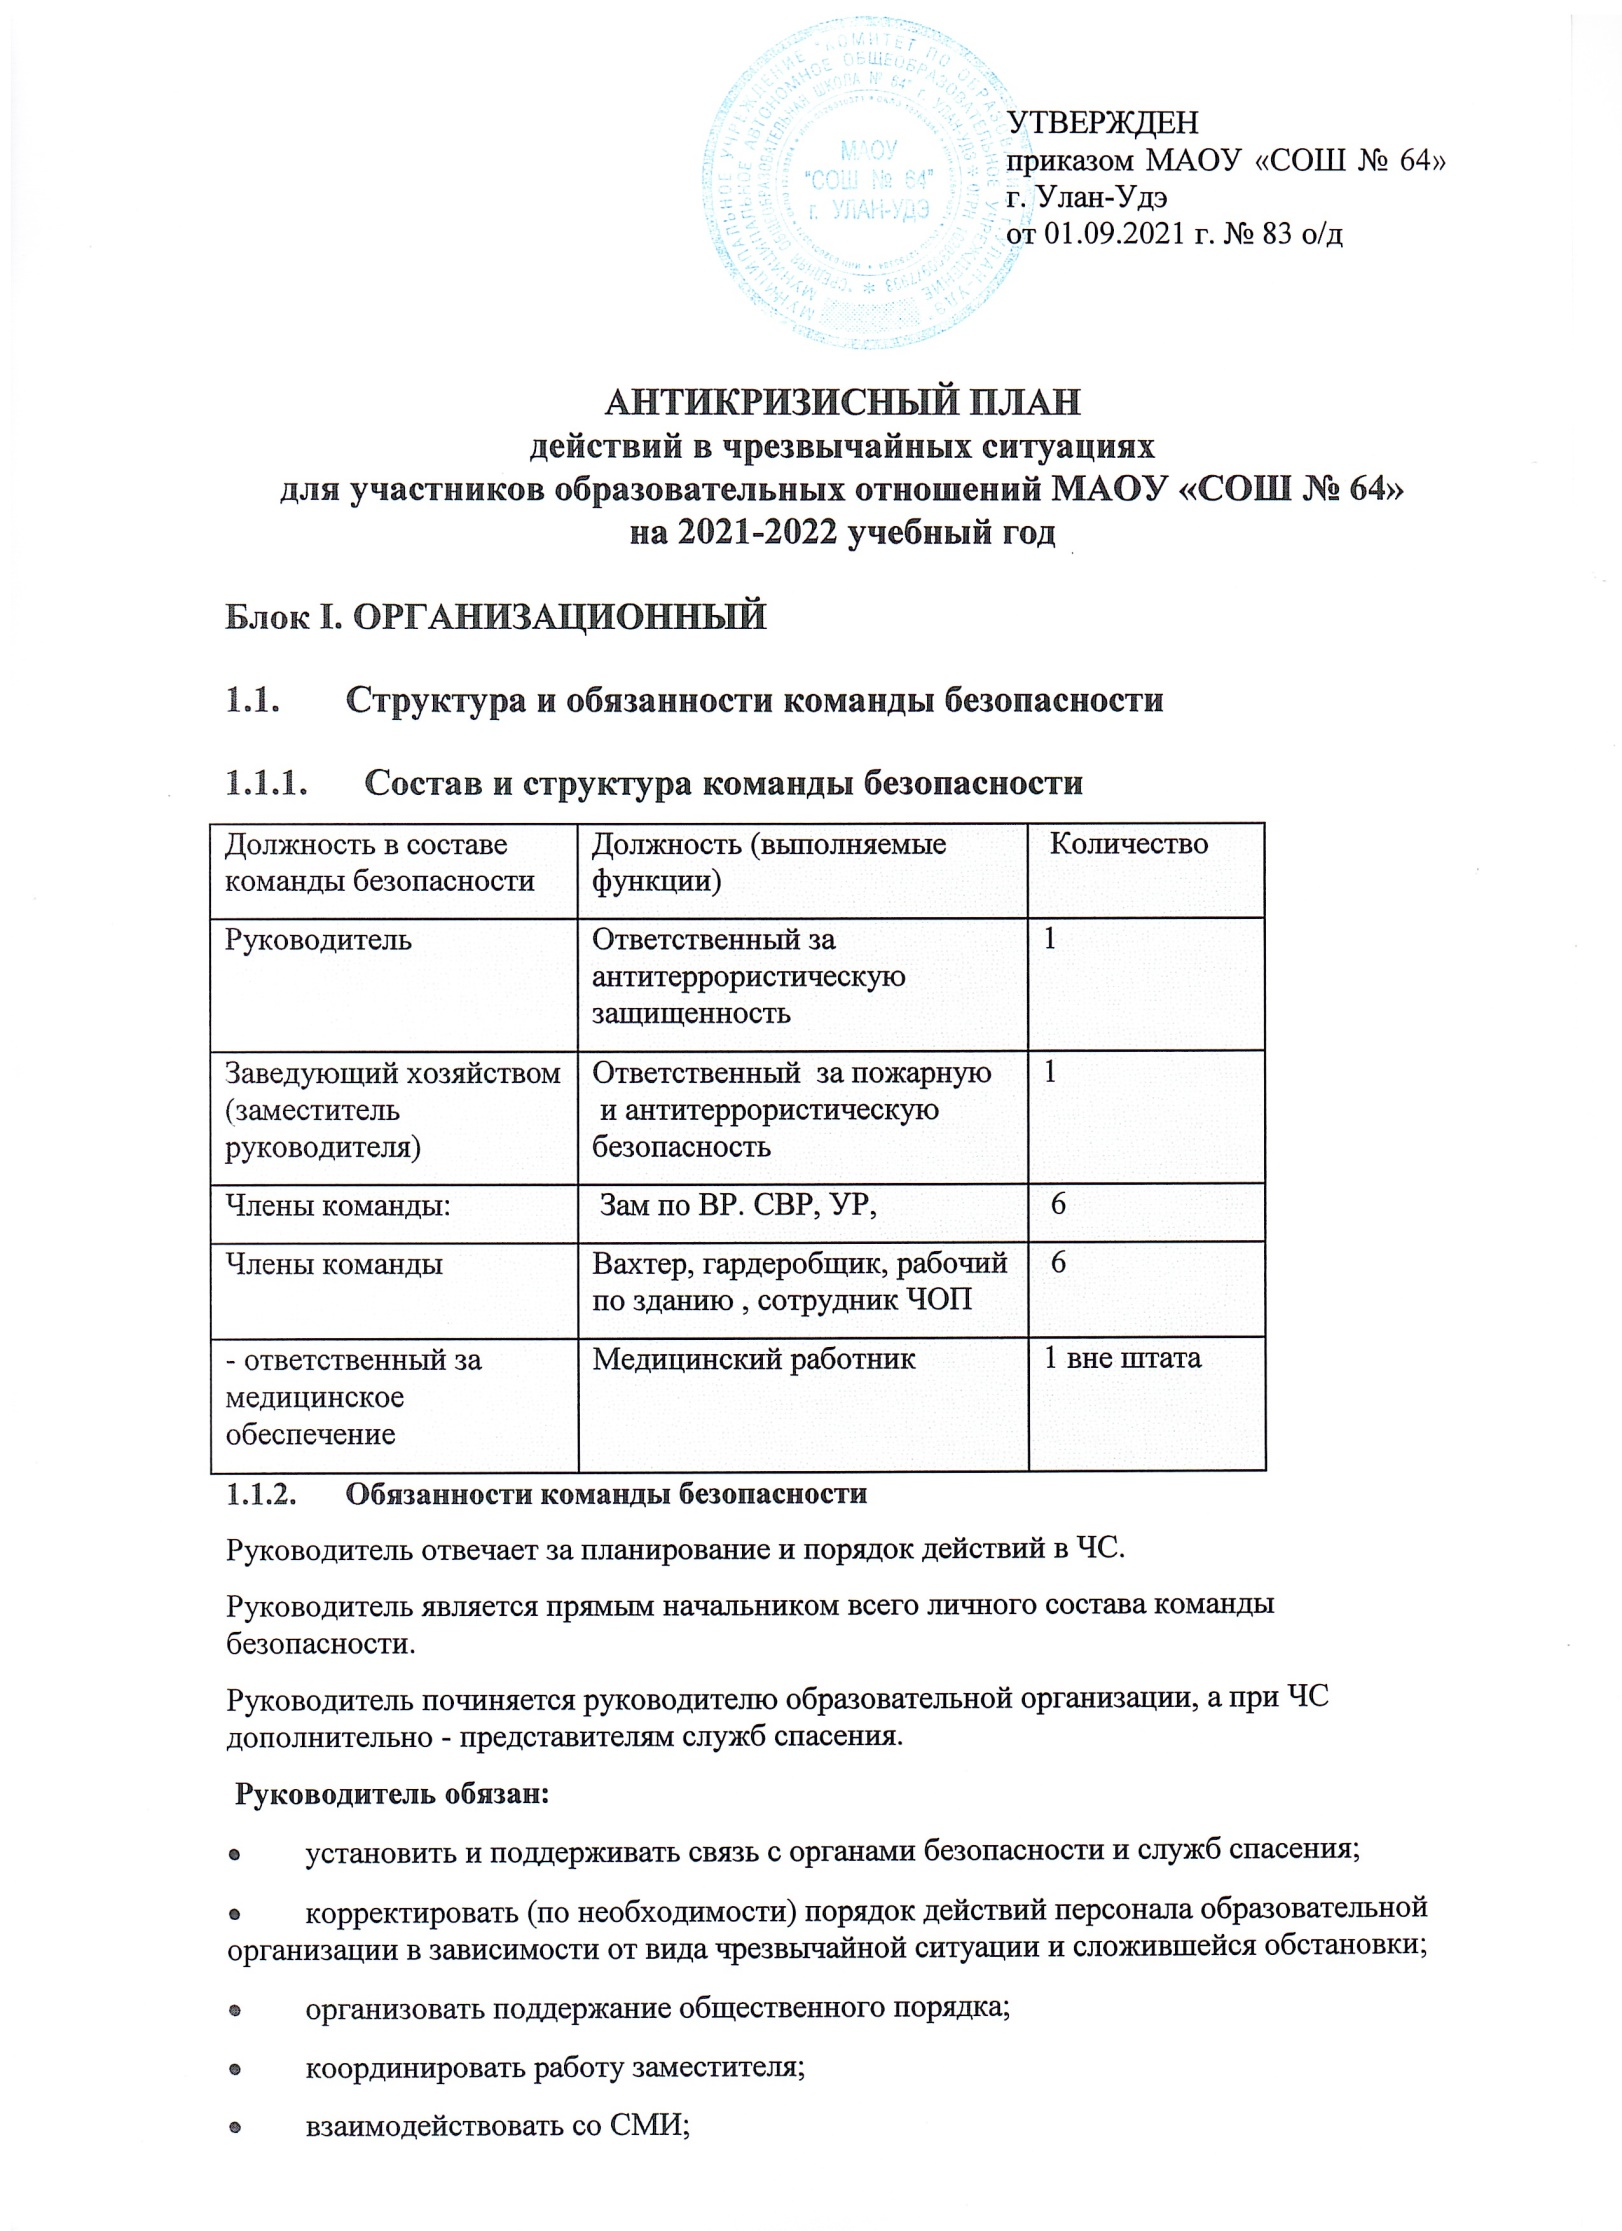 МАОУ
"СОШ № 64"
г. УЛАН-УДЭ
УТВЕРЖДЕН
приказом МАОУ «СОШ № 64»
г. Улан-Удэ
от 01.09.2021 г. № 83 о/д
АНТИКРИЗИСНЫЙ ПЛАН
действий в чрезвычайных ситуациях
для участников образовательных отношений МАОУ «СОШ № 64»
на 2021-2022 учебный год
Блок I. ОРГАНИЗАЦИОННЫЙ
1.1. Структура и обязанности команды безопасности
1.1.1. Состав и структура команды безопасности
Должность в составе
команды безопасности
Должность (выполняемые
функции)
Количество
Руководитель
Ответственный за
антитеррористическую
защищенность
1
Заведующий хозяйством
(заместитель
руководителя)
Ответственный за пожарную
и антитеррористическую
безопасность
1
Члены команды:
Зам по ВР. СВР, УР,
6
Члены команды
Вахтер, гардеробщик, рабочий
по зданию , сотрудник ЧОП
6
- ответственный за
медицинское
обеспечение
Медицинский работник
1 вне штата
1.1.2. Обязанности команды безопасности
Руководитель отвечает за планирование и порядок действий в ЧС.
Руководитель является прямым начальником всего личного состава команды
безопасности.
Руководитель починяется руководителю образовательной организации, а при ЧС
дополнительно - представителям служб спасения.
Руководитель обязан:
• установить и поддерживать связь с органами безопасности и служб спасения;
• корректировать (по необходимости) порядок действий персонала образовательной
организации в зависимости от вида чрезвычайной ситуации и сложившейся обстановки;
• организовать поддержание общественного порядка;
• координировать работу заместителя;
• взаимодействовать со СМИ;